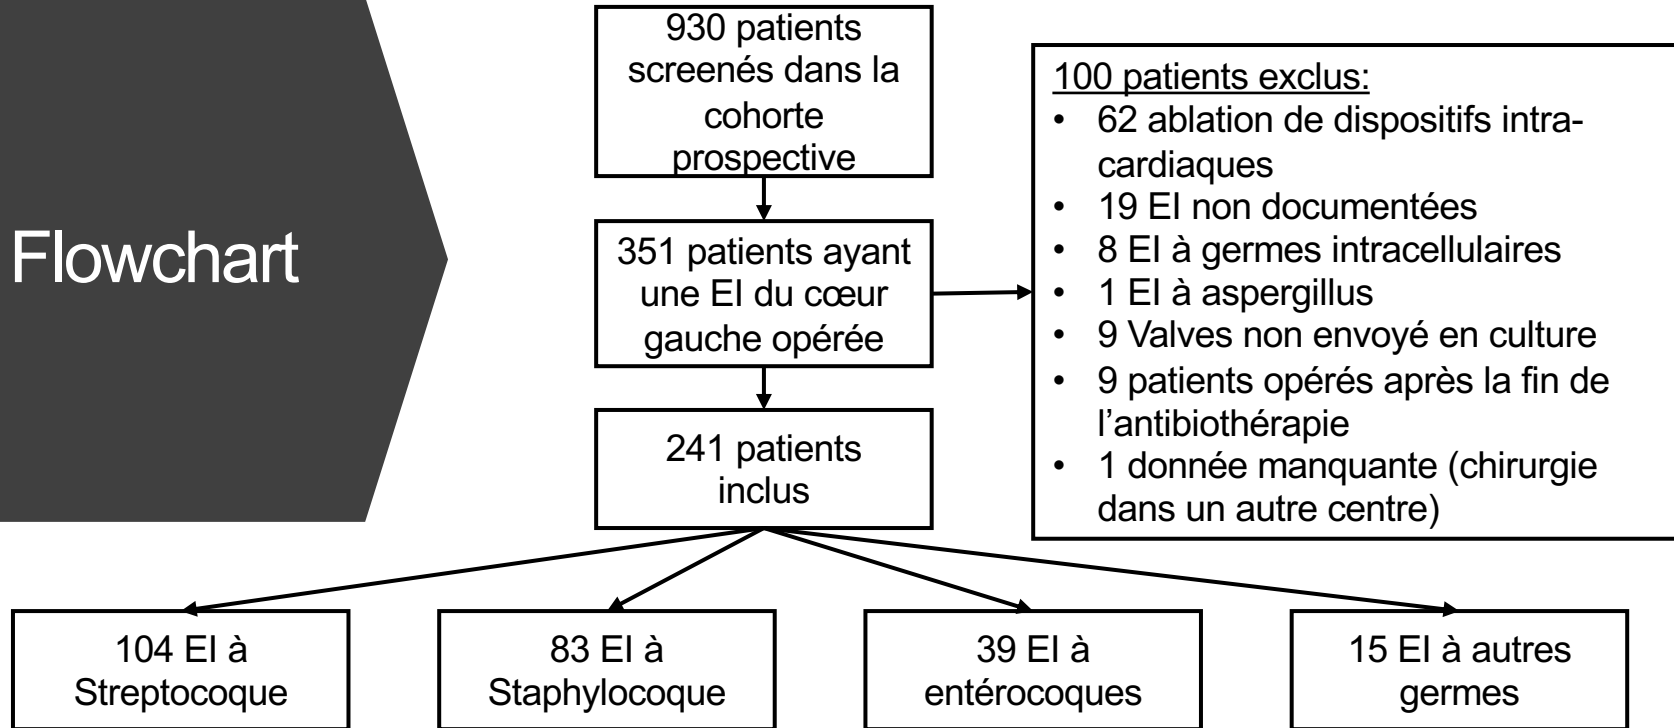 Flowchart
930 patients
screenés dans la
cohorte
prospective
351 patients ayant
une EI du cœur
gauche opérée
241 patients
inclus
100 patients exclus:
• 62 ablation de dispositifs intra-
cardiaques
• 19 EI non documentées
• 8 EI à germes intracellulaires
• 1 EI à aspergillus
• 9 Valves non envoyé en culture
• 9 patients opérés après la fin de
l’antibiothérapie
• 1 donnée manquante (chirurgie
dans un autre centre)
104 EI à
Streptocoque
83 EI à
Staphylocoque
39 EI à
entérocoques
15 EI à autres
germes